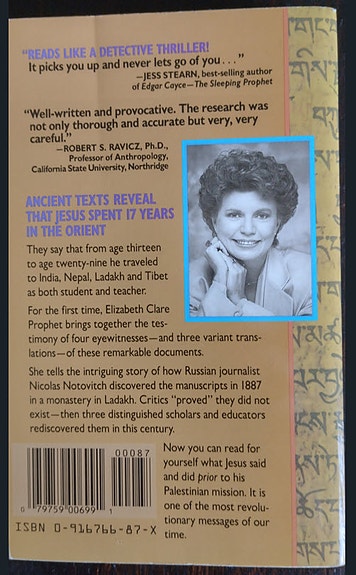 “READS LIKE A DETECTIVE THRILLER!
It picks you up and never lets go of you . . .”
—JESS STEARN, best-selling author
of Edgar Cayce—The Sleeping Prophet
“Well-written and provocative. The research was
not only thorough and accurate but very, very
careful.”
—ROBERT S. RAVICZ, Ph.D.,
Professor of Anthropology,
California State University, Northridge
ANCIENT TEXTS REVEAL
THAT JESUS SPENT 17 YEARS
IN THE ORIENT
They say that from age thirteen
to age twenty-nine he traveled
to India, Nepal, Ladakh and Tibet
as both student and teacher.
For the first time, Elizabeth Clare
Prophet brings together the tes-
timony of four eyewitnesses—and three variant trans-
lations—of these remarkable documents.
She tells the intriguing story of how Russian journalist
Nicolas Notovitch discovered the manuscripts in 1887
in a monastery in Ladakh. Critics “proved” they did not
exist—then three distinguished scholars and educators
rediscovered them in this century.
Now you can read for
yourself what Jesus said
and did prior to his
Palestinian mission. It is
one of the most revolu-
tionary messages of our
time.
00087
0 79759 00699 1
ISBN 0-916766-87-X